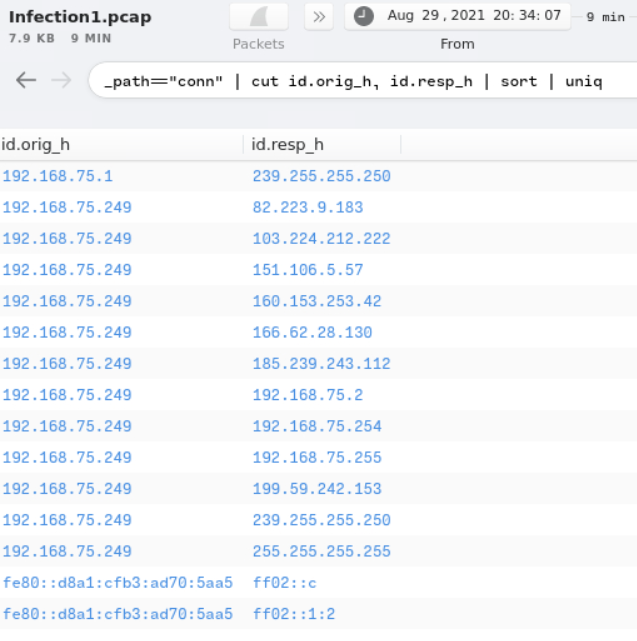 Infection1.pcap
7.9 KB 9 MIN
Packets
Aug 29, 2021 20: 34: 07
From
9 min
_path=="conn" | cut id.orig_h, id.resp_h | sort | uniq
id.orig_h id.resp_h
192.168.75.1 239.255.255.250
192.168.75.249 82.223.9.183
192.168.75.249 103.224.212.222
192.168.75.249 151.106.5.57
192.168.75.249 160.153.253.42
192.168.75.249 166.62.28.130
192.168.75.249 185.239.243.112
192.168.75.249 192.168.75.2
192.168.75.249 192.168.75.254
192.168.75.249 192.168.75.255
192.168.75.249 199.59.242.153
192.168.75.249 239.255.255.250
192.168.75.249 255.255.255.255
fe80::d8a1:cfb3:ad70:5aa5 ff02::c
fe80::d8a1:cfb3:ad70:5aa5 ff02::1:2